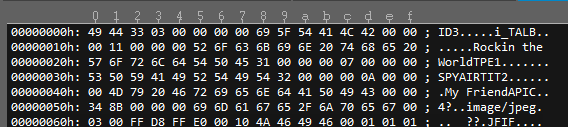 0 1 2 3 4 5 6 7 8 9 a b c d e f
00000000h: 49 44 33 03 00 00 00 00 69 5F 54 41 4C 42 00 00 ; ID3.....i_TALB..
00000010h: 00 11 00 00 00 52 6F 63 6B 69 6E 20 74 68 65 20 ; .....Rockin the
00000020h: 57 6F 72 6C 64 54 50 45 31 00 00 00 07 00 00 00 ; WorldTPE1.......
00000030h: 53 50 59 41 49 52 54 49 54 32 00 00 00 0A 00 00 ; SPYAIRTIT2......
00000040h: 00 4D 79 20 46 72 69 65 6E 64 41 50 49 43 00 00 ; .My FriendAPIC..
00000050h: 34 8B 00 00 00 69 6D 61 67 65 2F 6A 70 65 67 00 ; 4?..image/jpeg.
00000060h: 03 00 FF D8 FF E0 00 10 4A 46 49 46 00 01 01 01 ; .. ??.JFIF....